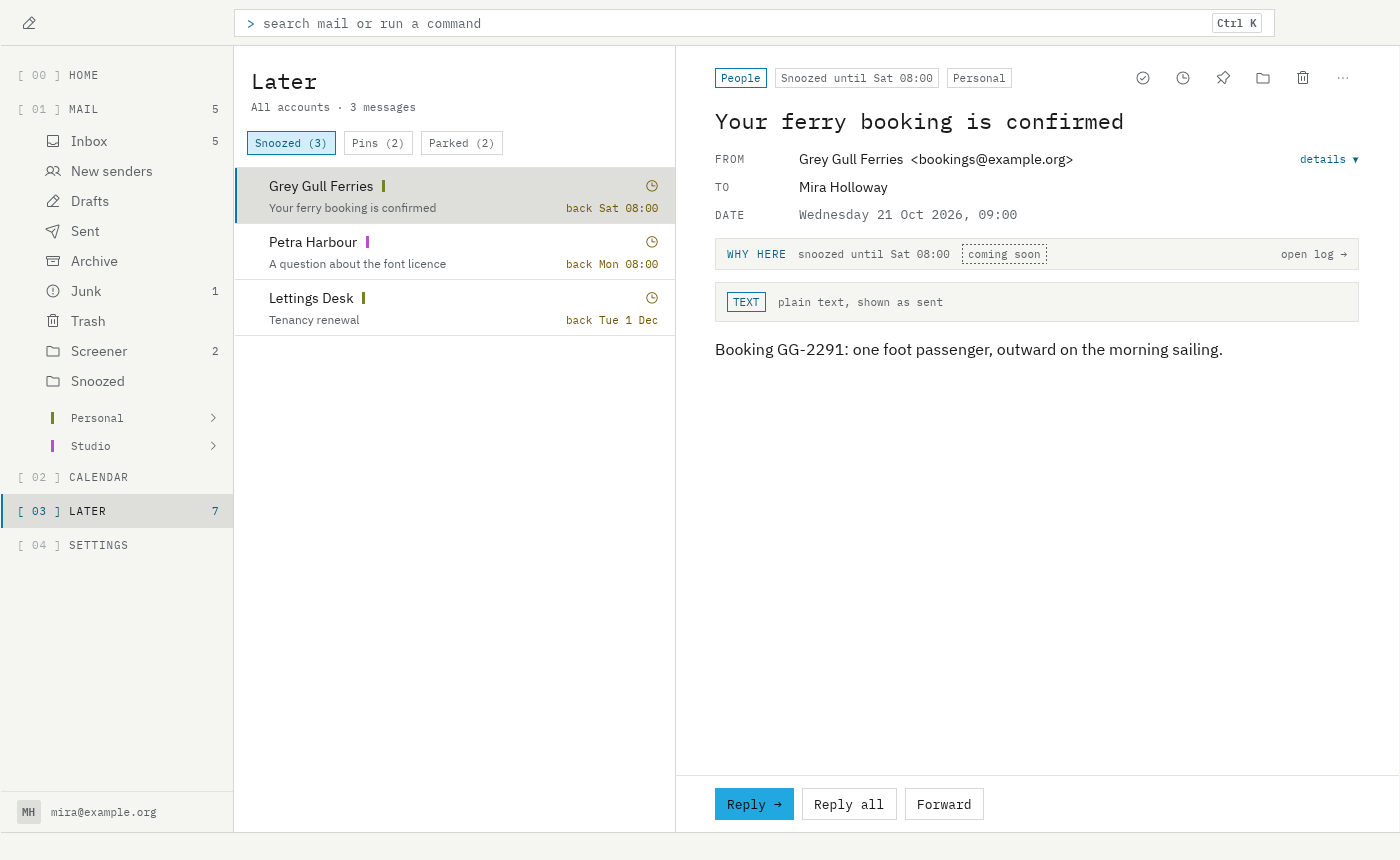 > search mail or run a command Ctrl K
[ 00 ] HOME
[ 01 ] MAIL 5
Inbox 5
New senders
Drafts
Sent
Archive
Junk 1
Trash
Screener 2
Snoozed
Personal
Studio
[ 02 ] CALENDAR
[ 03 ] LATER 7
[ 04 ] SETTINGS
MH mira@example.org
Later
All accounts · 3 messages
Snoozed (3) Pins (2) Parked (2)
Grey Gull Ferries
Your ferry booking is confirmed back Sat 08:00
Petra Harbour
A question about the font licence back Mon 08:00
Lettings Desk
Tenancy renewal back Tue 1 Dec
People Snoozed until Sat 08:00 Personal
Your ferry booking is confirmed
FROM Grey Gull Ferries <bookings@example.org> details ▾
TO Mira Holloway
DATE Wednesday 21 Oct 2026, 09:00
WHY HERE snoozed until Sat 08:00 coming soon open log →
TEXT plain text, shown as sent
Booking GG-2291: one foot passenger, outward on the morning sailing.
Reply → Reply all Forward